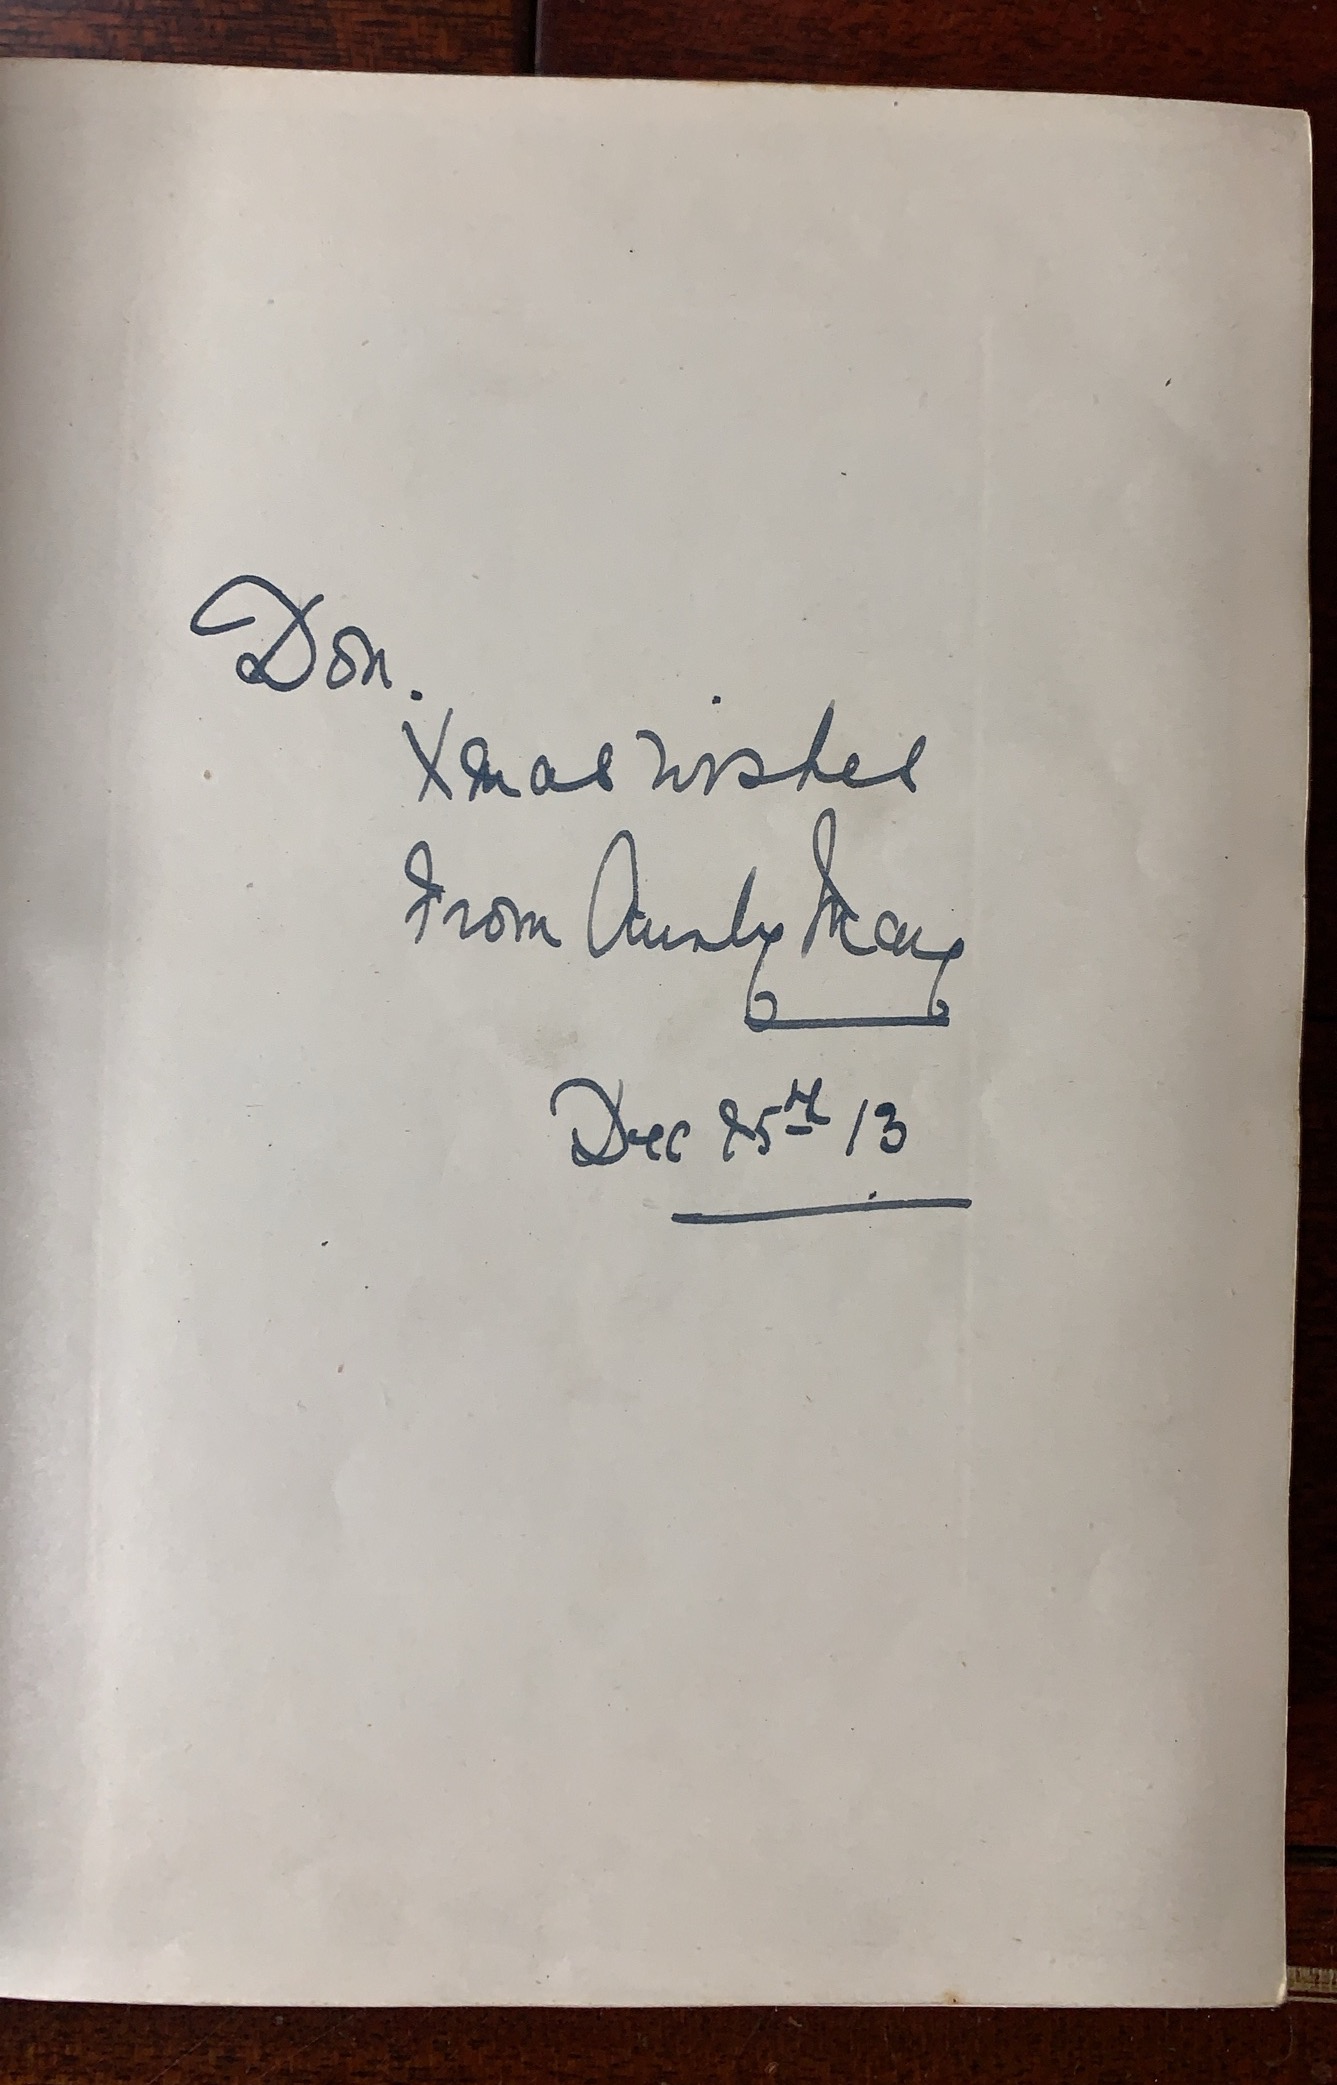 Don.
Xmas wishes
From Aunty May
Dec 25th 13